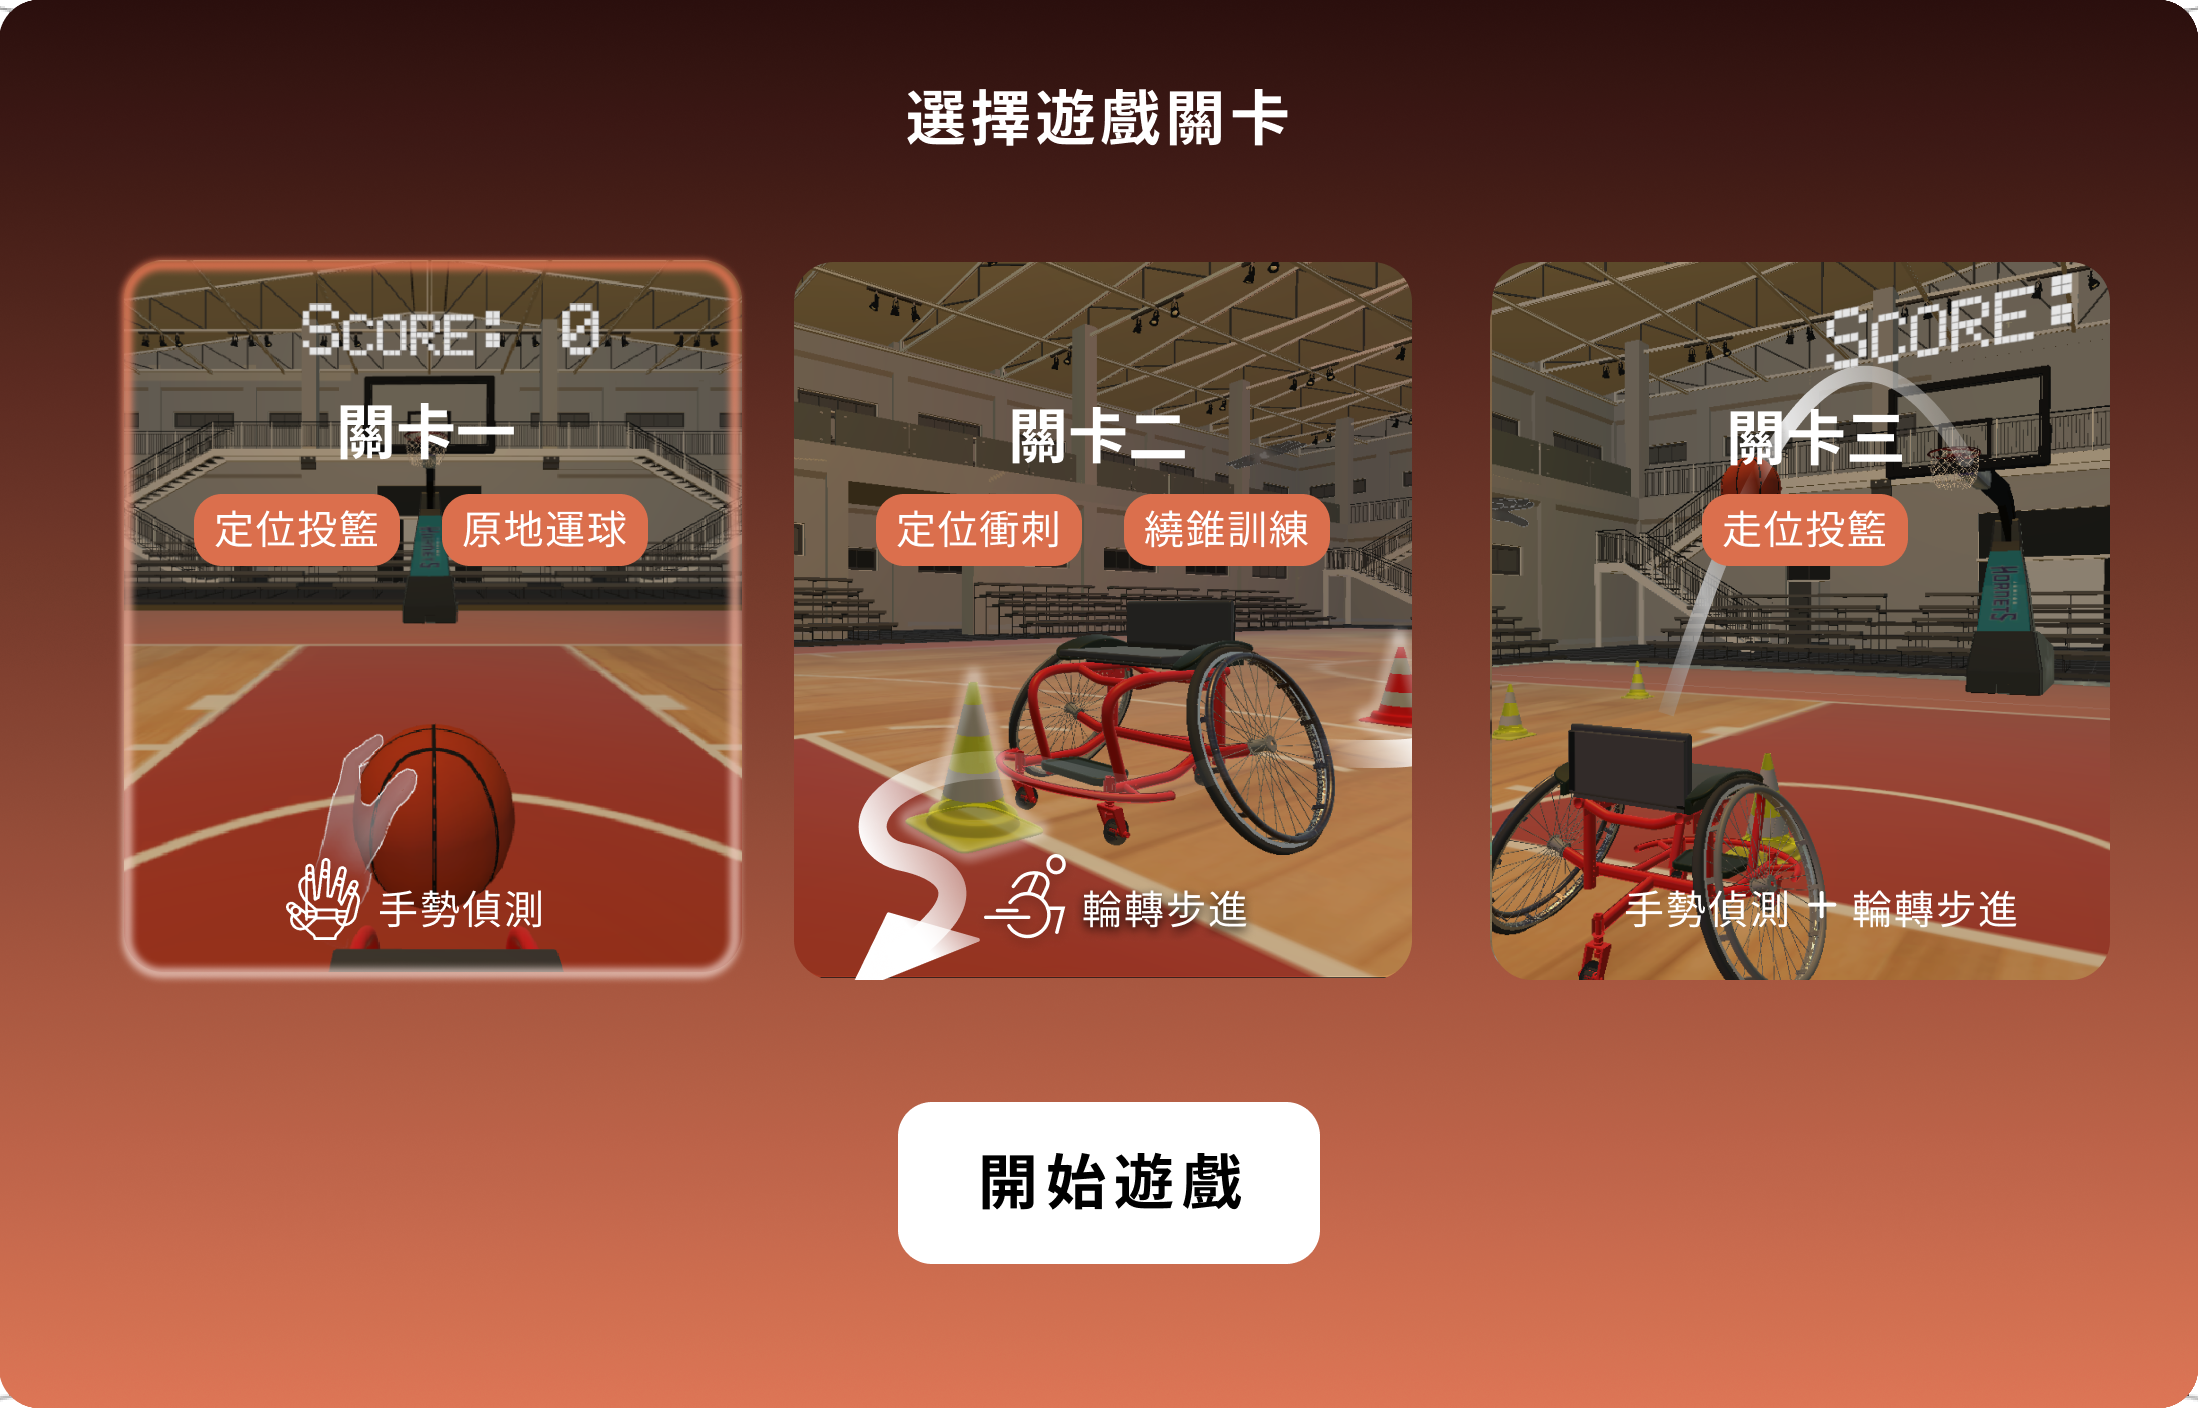 選擇遊戲關卡
SCORE: 0
關卡一
定位投籃 原地運球
手勢偵測
關卡二
定位衝刺 繞錐訓練
輪轉步進
SCORE:
關卡三
走位投籃
HORNETS
手勢偵測 + 輪轉步進
開始遊戲